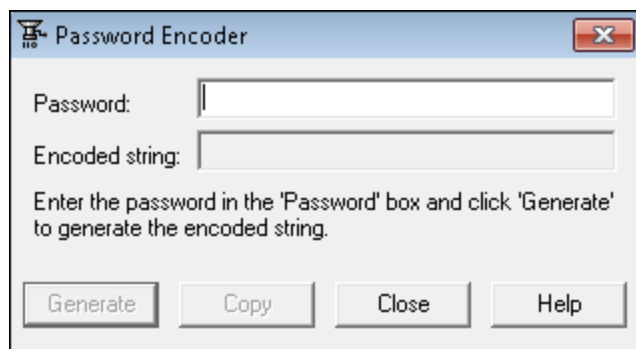 Password Encoder
Password:
Encoded string:
Enter the password in the 'Password' box and click 'Generate'
to generate the encoded string.
Generate Copy Close Help